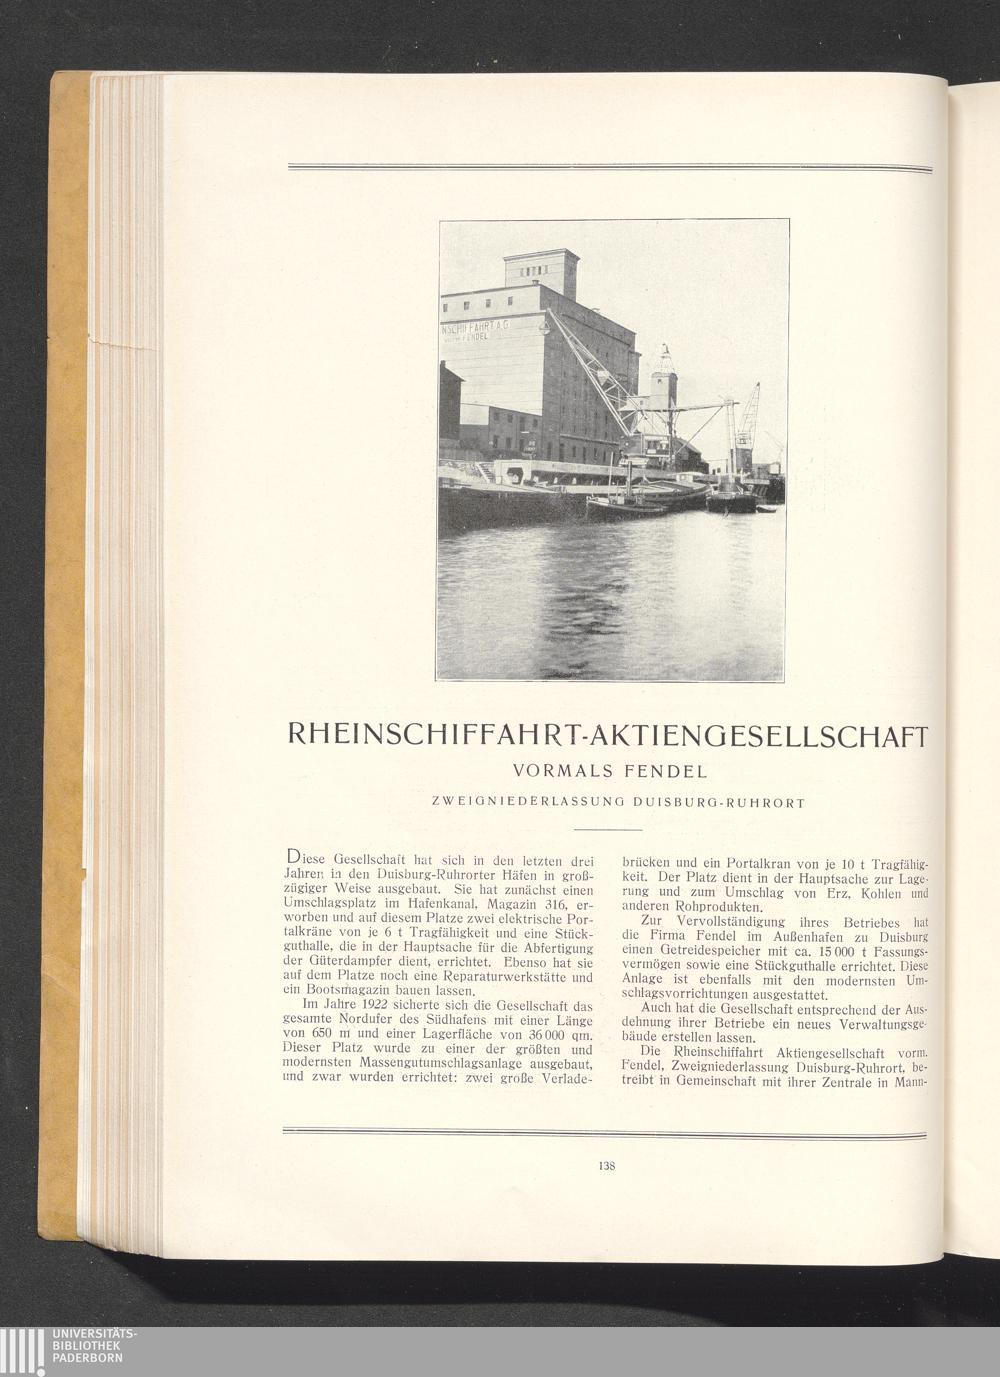 NSCHIFFAHRT A.G
FENDEL
RHEINSCHIFFAHRT-AKTIENGESELLSCHAFT
VORMALS FENDEL
ZWEIGNIEDERLASSUNG DUISBURG-RUHRORT
Diese Gesellschaft hat sich in den letzten drei
Jahren in den Duisburg-Ruhrorter Häfen in groß-
zügiger Weise ausgebaut. Sie hat zunächst einen
Umschlagsplatz im Hafenkanal, Magazin 316, er-
worben und auf diesem Platze zwei elektrische Por-
talkräne von je 6 t Tragfähigkeit und eine Stück-
guthalle, die in der Hauptsache für die Abfertigung
der Güterdampfer dient, errichtet. Ebenso hat sie
auf dem Platze noch eine Reparaturwerkstätte und
ein Bootsmagazin bauen lassen.
Im Jahre 1922 sicherte sich die Gesellschaft das
gesamte Nordufer des Südhafens mit einer Länge
von 650 m und einer Lagerfläche von 36 000 qm.
Dieser Platz wurde zu einer der größten und
modernsten Massengutumschlagsanlage ausgebaut,
und zwar wurden errichtet: zwei große Verlade-
brücken und ein Portalkran von je 10 t Tragfähig-
keit. Der Platz dient in der Hauptsache zur Lage-
rung und zum Umschlag von Erz, Kohlen und
anderen Rohprodukten.
Zur Vervollständigung ihres Betriebes hat
die Firma Fendel im Außenhafen zu Duisburg
einen Getreidespeicher mit ca. 15 000 t Fassungs-
vermögen sowie eine Stückguthalle errichtet. Diese
Anlage ist ebenfalls mit den modernsten Um-
schlagsvorrichtungen ausgestattet.
Auch hat die Gesellschaft entsprechend der Aus-
dehnung ihrer Betriebe ein neues Verwaltungsge-
bäude erstellen lassen.
Die Rheinschiffahrt Aktiengesellschaft vorm.
Fendel, Zweigniederlassung Duisburg-Ruhrort, be-
treibt in Gemeinschaft mit ihrer Zentrale in Mann-
138
UNIVERSITÄTS-
BIBLIOTHEK
PADERBORN